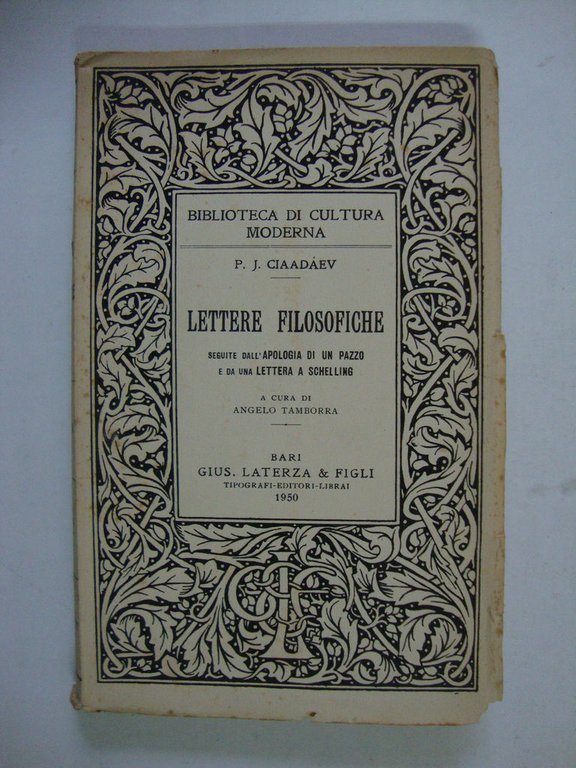 BIBLIOTECA DI CULTURA
MODERNA
P. J. CIAADÁEV
LETTERE FILOSOFICHE
SEGUITE DALL'APOLOGIA DI UN PAZZO
E DA UNA LETTERA A SCHELLING
A CURA DI
ANGELO TAMBORRA
BARI
GIUS. LATERZA & FIGLI
TIPOGRAFI-EDITORI-LIBRAI
1950